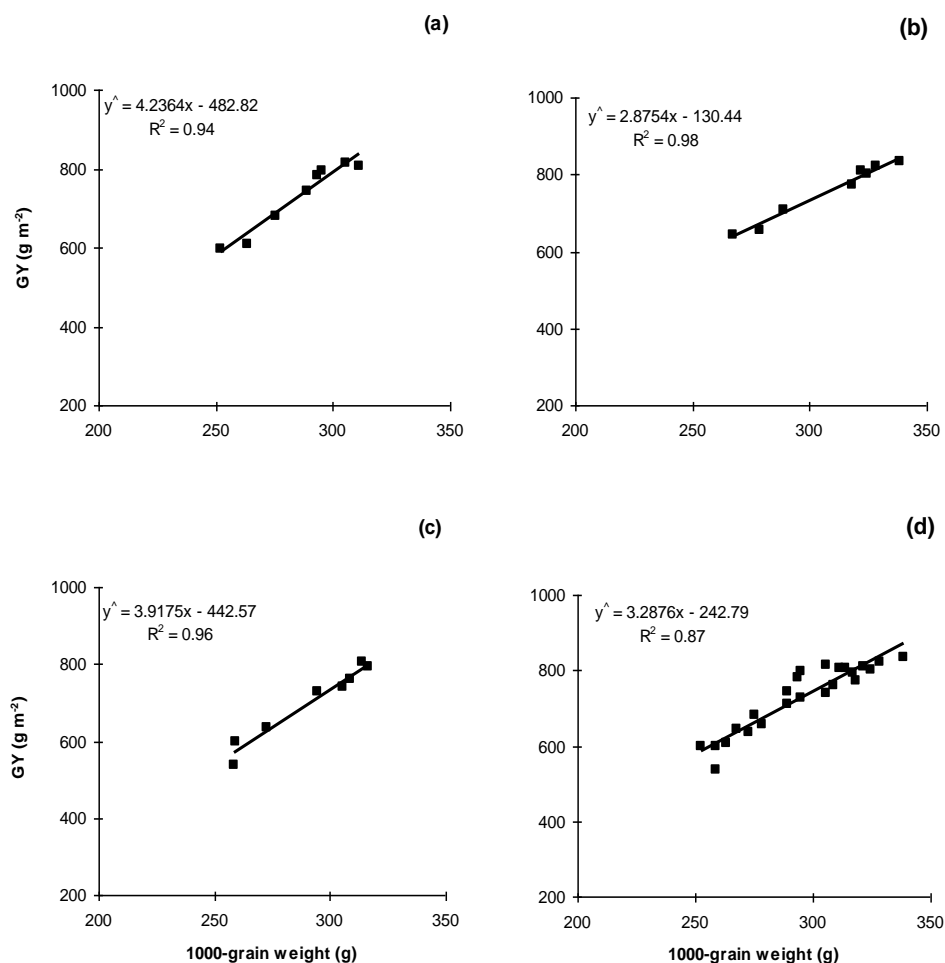 (a)
(b)
1000
800
600
400
200
200 250 300 350
GY (g m⁻²)
y^ = 4.2364x - 482.82
R² = 0.94
1000
800
600
400
200
200 250 300 350
y^ = 2.8754x - 130.44
R² = 0.98
(c)
(d)
1000
800
600
400
200
200 250 300 350
GY (g m⁻²)
y^ = 3.9175x - 442.57
R² = 0.96
1000-grain weight (g)
1000
800
600
400
200
200 250 300 350
y^ = 3.2876x - 242.79
R² = 0.87
1000-grain weight (g)